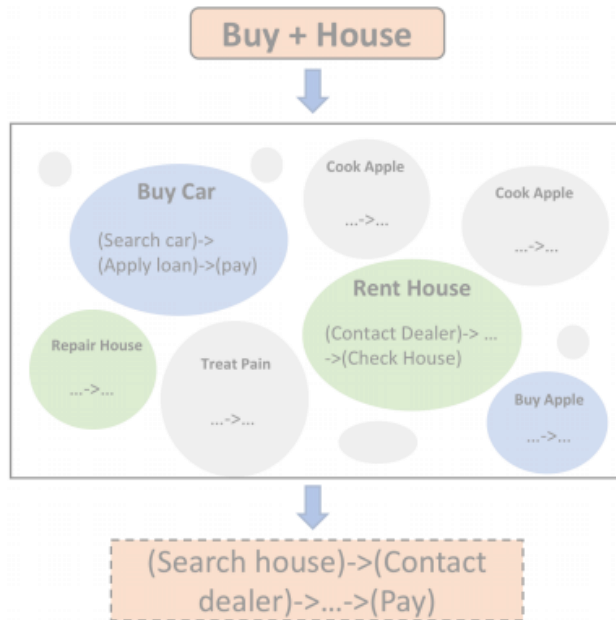 Buy + House
Cook Apple
...->...
Cook Apple
...->...
Buy Car
(Search car)->
(Apply loan)->(pay)
Rent House
(Contact Dealer)-> ...
->(Check House)
Repair House
...->...
Treat Pain
...->...
Buy Apple
...->...
(Search house)->(Contact
dealer)->...->(Pay)